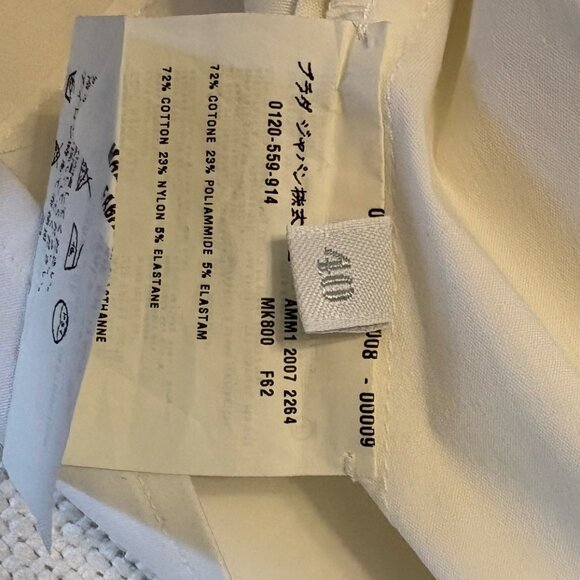 プラダ ジャパン株式
0120-559-914
AMM1 2007 2264
MK800 F62
72% COTONE 23% POLIAMMIDE 5% ELASTAM
72% COTTON 23% NYLON 5% ELASTANE
40
008 - 00009
THANNE